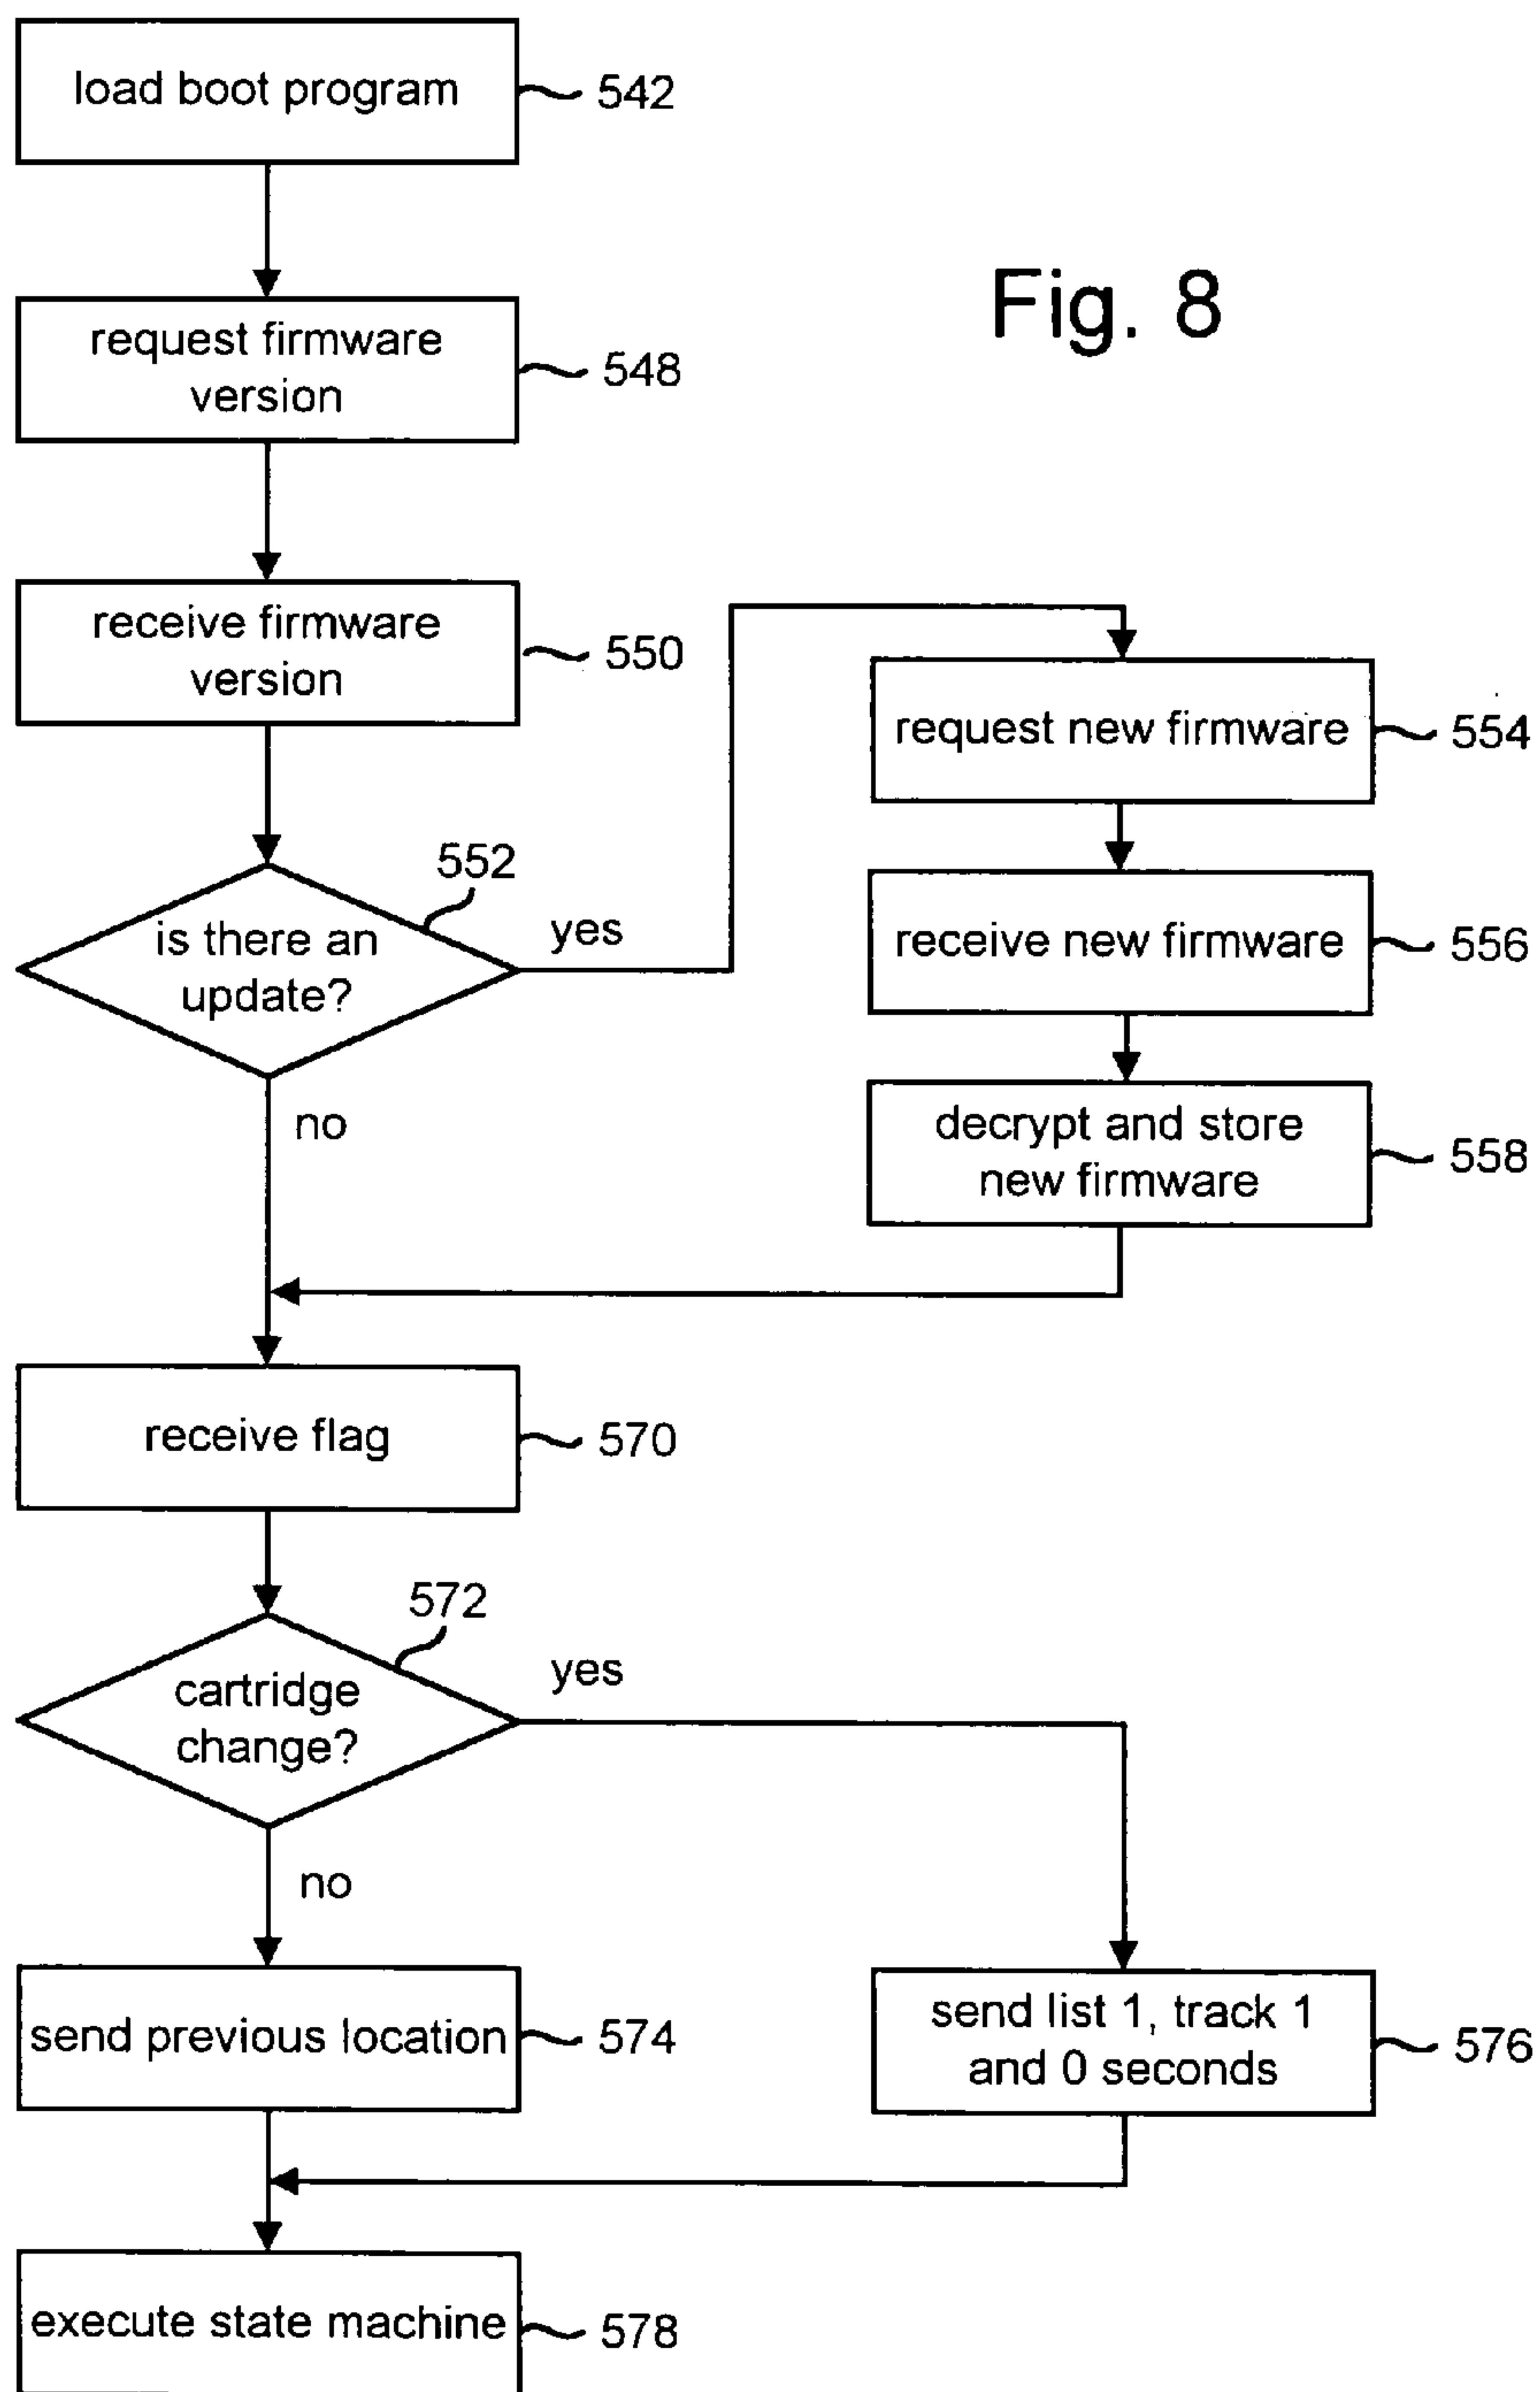 load boot program
542
Fig. 8
request firmware
version
548
receive firmware
version
550
request new firmware
554
552
is there an
update?
yes
no
receive new firmware
556
decrypt and store
new firmware
558
receive flag
570
572
cartridge
change?
yes
no
send previous location
574
send list 1, track 1
and 0 seconds
576
execute state machine
578